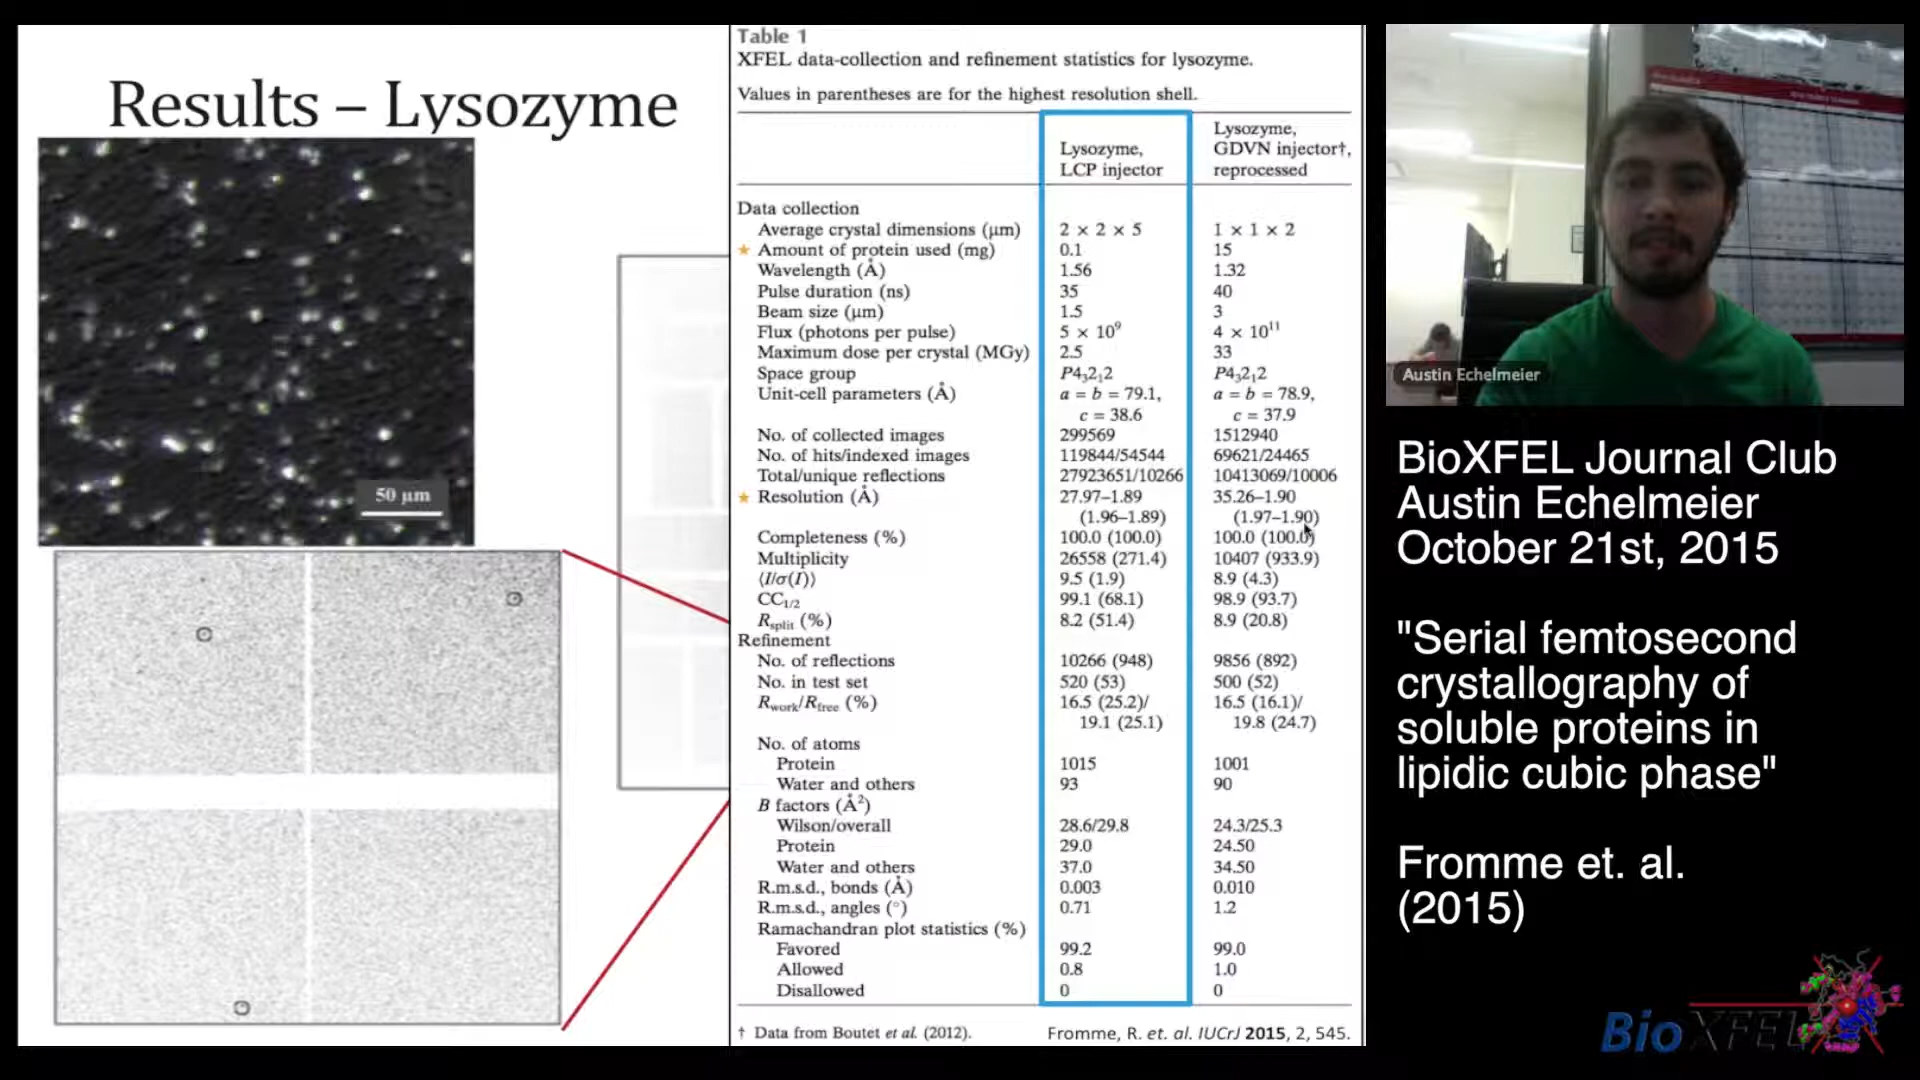 Results – Lysozyme
50 µm
Table 1
XFEL data-collection and refinement statistics for lysozyme.
Values in parentheses are for the highest resolution shell.
Lysozyme, LCP injector
Lysozyme, GDVN injector†, reprocessed
Data collection
Average crystal dimensions (µm) 2 × 2 × 5 1 × 1 × 2
★ Amount of protein used (mg) 0.1 15
Wavelength (Å) 1.56 1.32
Pulse duration (ns) 35 40
Beam size (µm) 1.5 3
Flux (photons per pulse) 5 × 10⁹ 4 × 10¹¹
Maximum dose per crystal (MGy) 2.5 33
Space group P4₃2₁2 P4₃2₁2
Unit-cell parameters (Å) a = b = 79.1, a = b = 78.9,
c = 38.6 c = 37.9
No. of collected images 299569 1512940
No. of hits/indexed images 119844/54544 69621/24465
Total/unique reflections 27923651/10266 10413069/10006
★ Resolution (Å) 27.97–1.89 35.26–1.90
(1.96–1.89) (1.97–1.90)
Completeness (%) 100.0 (100.0) 100.0 (100.0)
Multiplicity 26558 (271.4) 10407 (933.9)
⟨I/σ(I)⟩ 9.5 (1.9) 8.9 (4.3)
CC1/2 99.1 (68.1) 98.9 (93.7)
Rsplit (%) 8.2 (51.4) 8.9 (20.8)
Refinement
No. of reflections 10266 (948) 9856 (892)
No. in test set 520 (53) 500 (52)
Rwork/Rfree (%) 16.5 (25.2)/ 16.5 (16.1)/
19.1 (25.1) 19.8 (24.7)
No. of atoms
Protein 1015 1001
Water and others 93 90
B factors (Å²)
Wilson/overall 28.6/29.8 24.3/25.3
Protein 29.0 24.50
Water and others 37.0 34.50
R.m.s.d., bonds (Å) 0.003 0.010
R.m.s.d., angles (°) 0.71 1.2
Ramachandran plot statistics (%)
Favored 99.2 99.0
Allowed 0.8 1.0
Disallowed 0 0
† Data from Boutet et al. (2012).
Fromme, R. et. al. IUCrJ 2015, 2, 545.
Austin Echelmeier
BioXFEL Journal Club
Austin Echelmeier
October 21st, 2015
"Serial femtosecond
crystallography of
soluble proteins in
lipidic cubic phase"
Fromme et. al.
(2015)
BioXFEL